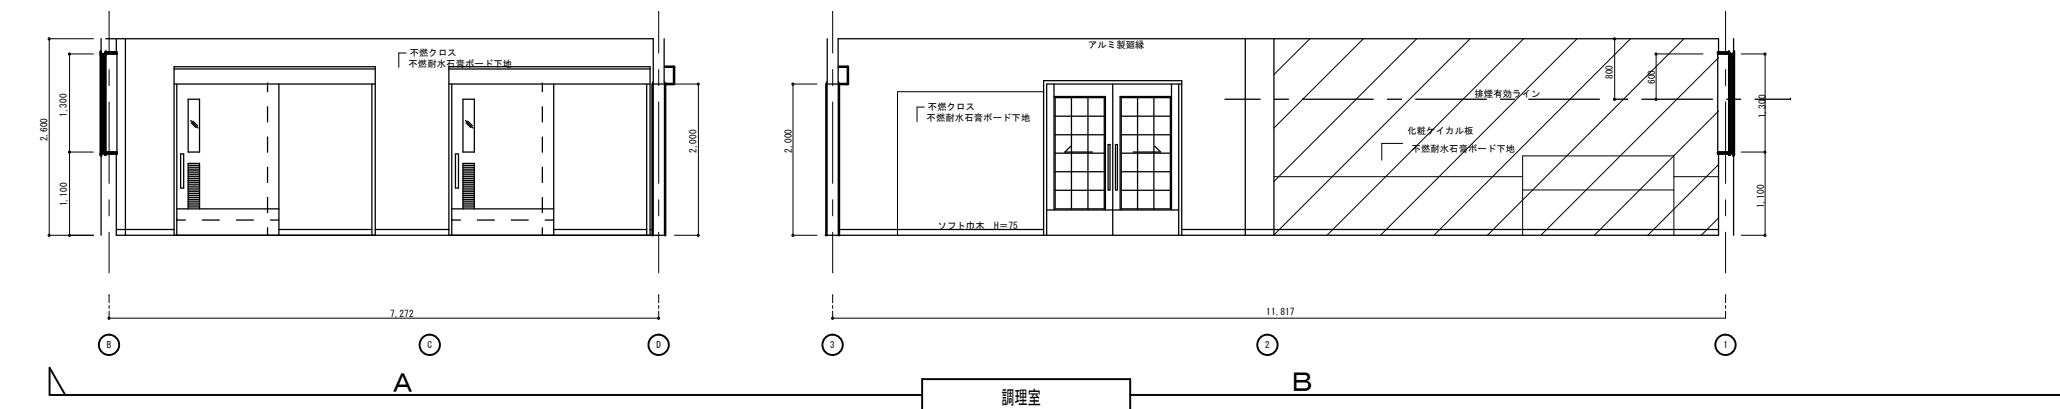 不燃クロス
不燃耐水石膏ボード下地
2,600
1,300
1,100
2,000
7,272
B
C
D
A
アルミ製廻縁
不燃クロス
不燃耐水石膏ボード下地
ソフト巾木 H=75
2,000
800
600
排煙有効ライン
化粧ケイカル板
不燃耐水石膏ボード下地
1,300
1,100
11,817
3
2
1
B
調理室